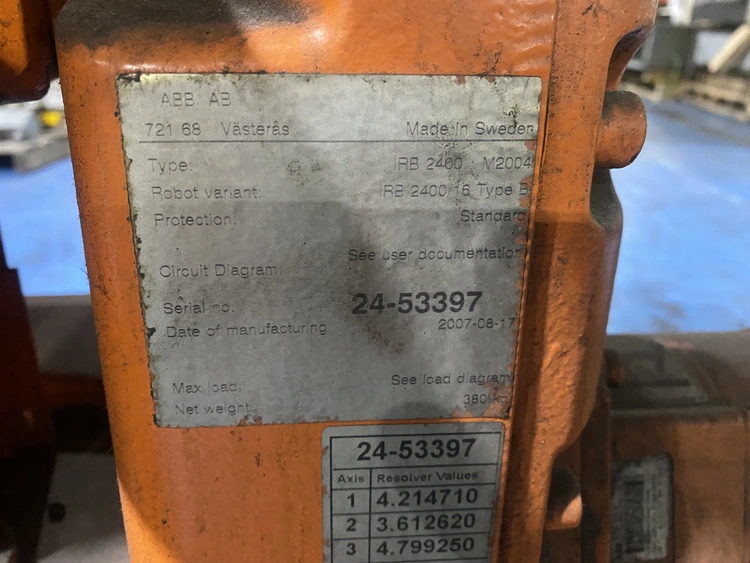 ABB AB
721 68 Västerås Made in Sweden
Type: IRB 2400 / M2004
Robot variant: IRB 2400/16 Type B
Protection: Standard
See user documentation
Circuit Diagram:
Serial no: 24-53397
Date of manufacturing 2007-08-17
Max load: See load diagram
Net weight: 380
24-53397
Axis Resolver Values
1 4.214710
2 3.612620
3 4.799250